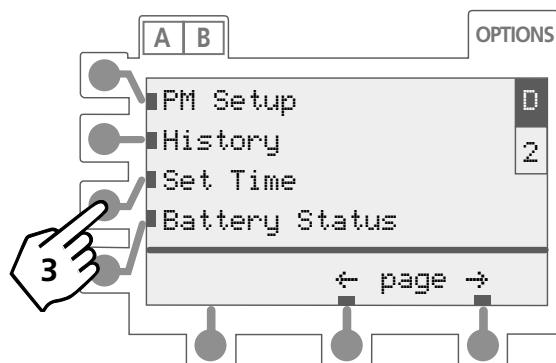 A B
OPTIONS
PM Setup
D
History
2
Set Time
Battery Status
3
← page →